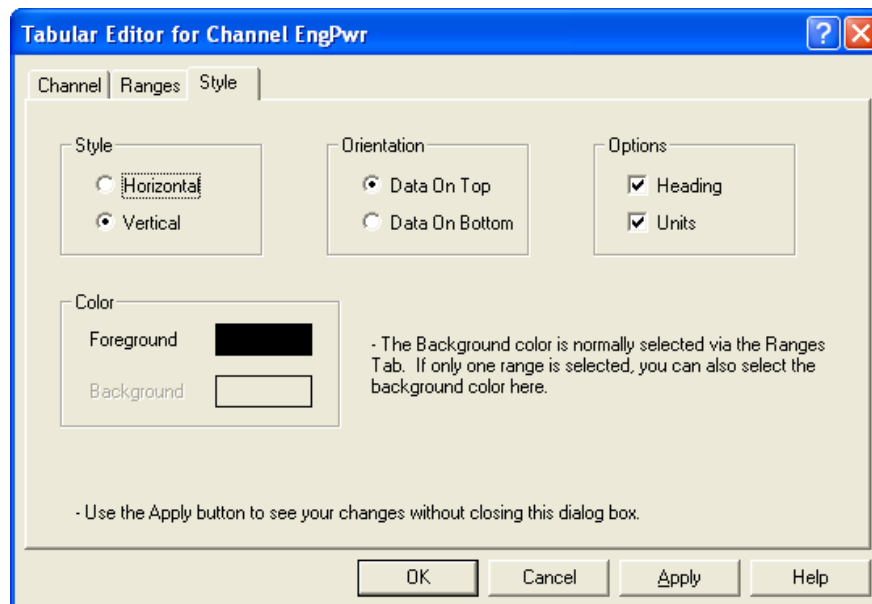 Tabular Editor for Channel EngPwr
Channel Ranges Style
Style
Horizontal
Vertical
Orientation
Data On Top
Data On Bottom
Options
Heading
Units
Color
Foreground
Background
- The Background color is normally selected via the Ranges
Tab. If only one range is selected, you can also select the
background color here.
- Use the Apply button to see your changes without closing this dialog box.
OK Cancel Apply Help